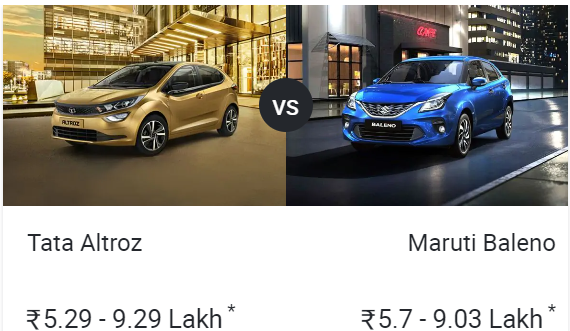 ALTROZ
VS
BALENO
Tata Altroz
Maruti Baleno
₹5.29 - 9.29 Lakh*
₹5.7 - 9.03 Lakh*